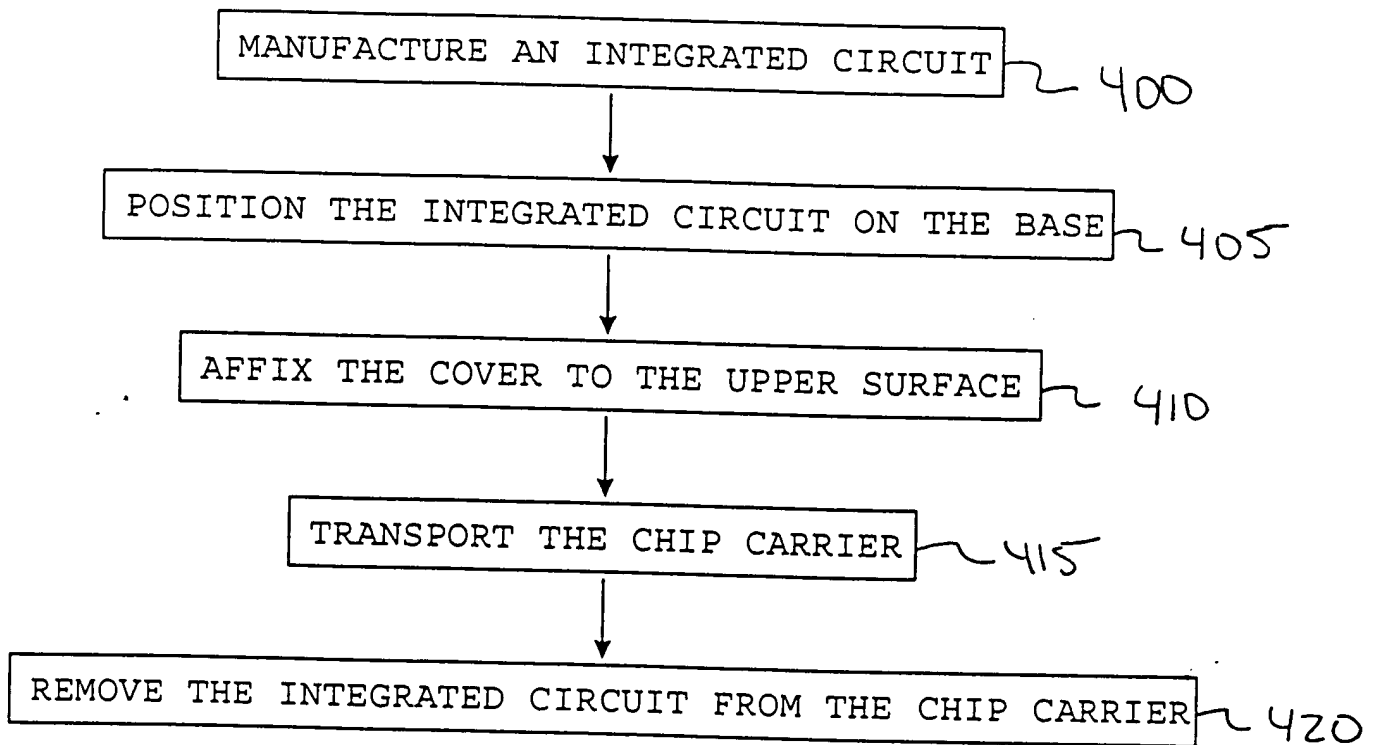 MANUFACTURE AN INTEGRATED CIRCUIT 400
POSITION THE INTEGRATED CIRCUIT ON THE BASE 405
AFFIX THE COVER TO THE UPPER SURFACE 410
TRANSPORT THE CHIP CARRIER 415
REMOVE THE INTEGRATED CIRCUIT FROM THE CHIP CARRIER 420